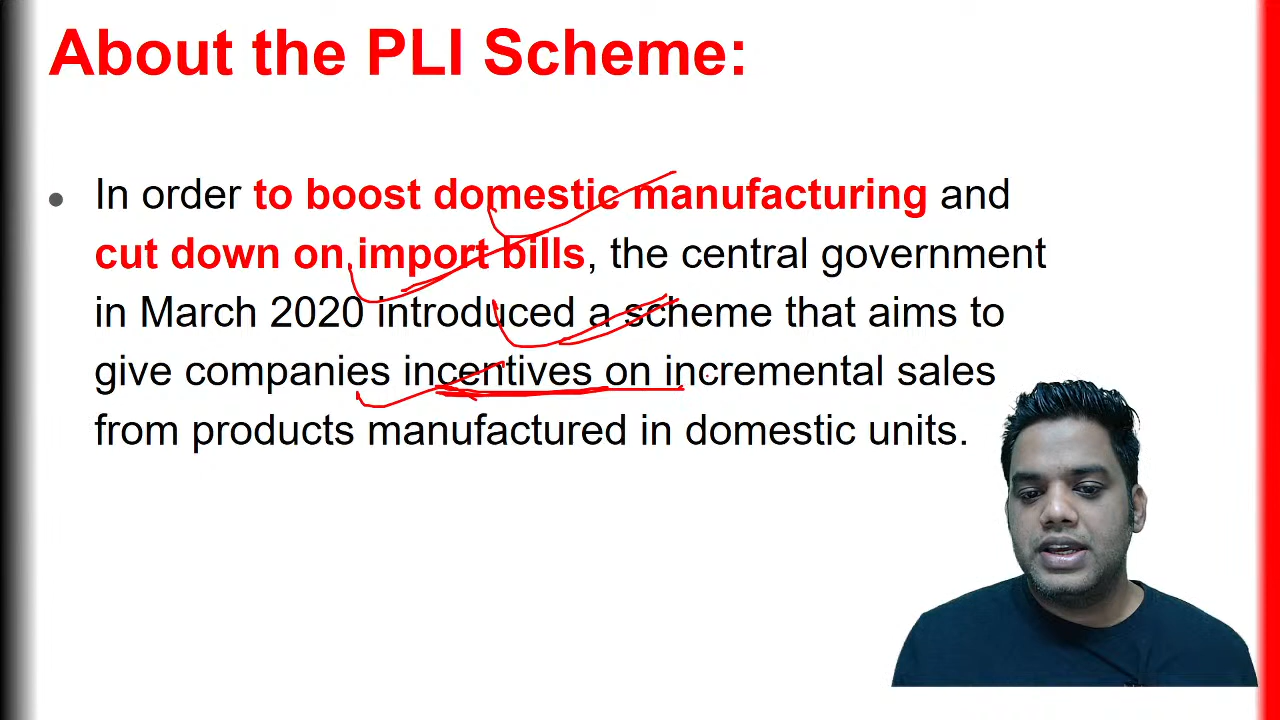 About the PLI Scheme:
• In order to boost domestic manufacturing and
cut down on import bills, the central government
in March 2020 introduced a scheme that aims to
give companies incentives on incremental sales
from products manufactured in domestic units.